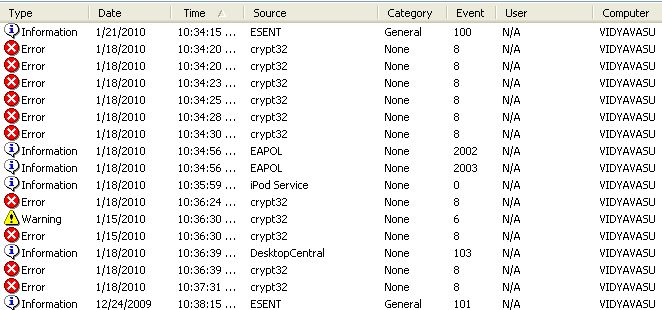 Type Date Time Source Category Event User Computer
Information 1/21/2010 10:34:15 ... ESENT General 100 N/A VIDYAVASU
Error 1/18/2010 10:34:20 ... crypt32 None 8 N/A VIDYAVASU
Error 1/18/2010 10:34:20 ... crypt32 None 8 N/A VIDYAVASU
Error 1/18/2010 10:34:23 ... crypt32 None 8 N/A VIDYAVASU
Error 1/18/2010 10:34:25 ... crypt32 None 8 N/A VIDYAVASU
Error 1/18/2010 10:34:28 ... crypt32 None 8 N/A VIDYAVASU
Error 1/18/2010 10:34:30 ... crypt32 None 8 N/A VIDYAVASU
Information 1/18/2010 10:34:56 ... EAPOL None 2002 N/A VIDYAVASU
Information 1/18/2010 10:34:56 ... EAPOL None 2003 N/A VIDYAVASU
Information 1/18/2010 10:35:59 ... iPod Service None 0 N/A VIDYAVASU
Error 1/18/2010 10:36:24 ... crypt32 None 8 N/A VIDYAVASU
Warning 1/15/2010 10:36:30 ... crypt32 None 6 N/A VIDYAVASU
Error 1/15/2010 10:36:30 ... crypt32 None 8 N/A VIDYAVASU
Information 1/18/2010 10:36:39 ... DesktopCentral None 103 N/A VIDYAVASU
Error 1/18/2010 10:36:39 ... crypt32 None 8 N/A VIDYAVASU
Error 1/18/2010 10:37:31 ... crypt32 None 8 N/A VIDYAVASU
Information 12/24/2009 10:38:15 ... ESENT General 101 N/A VIDYAVASU